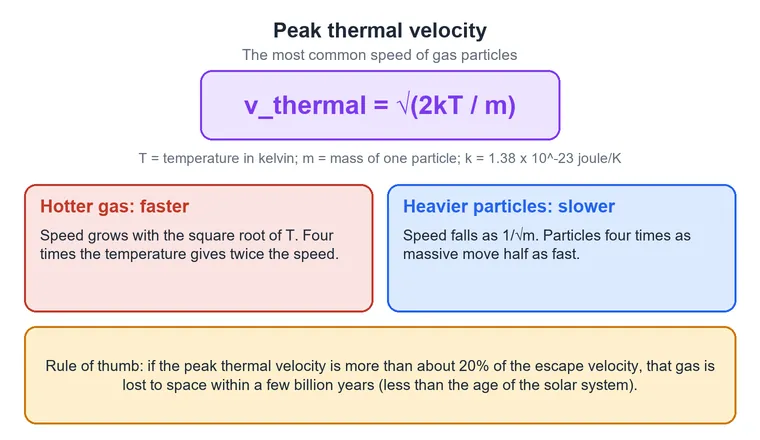 Peak thermal velocity
The most common speed of gas particles
v_thermal = √(2kT / m)
T = temperature in kelvin; m = mass of one particle; k = 1.38 x 10^-23 joule/K
Hotter gas: faster
Speed grows with the square root of T. Four
times the temperature gives twice the speed.
Heavier particles: slower
Speed falls as 1/√m. Particles four times as
massive move half as fast.
Rule of thumb: if the peak thermal velocity is more than about 20% of the escape velocity, that gas is
lost to space within a few billion years (less than the age of the solar system).